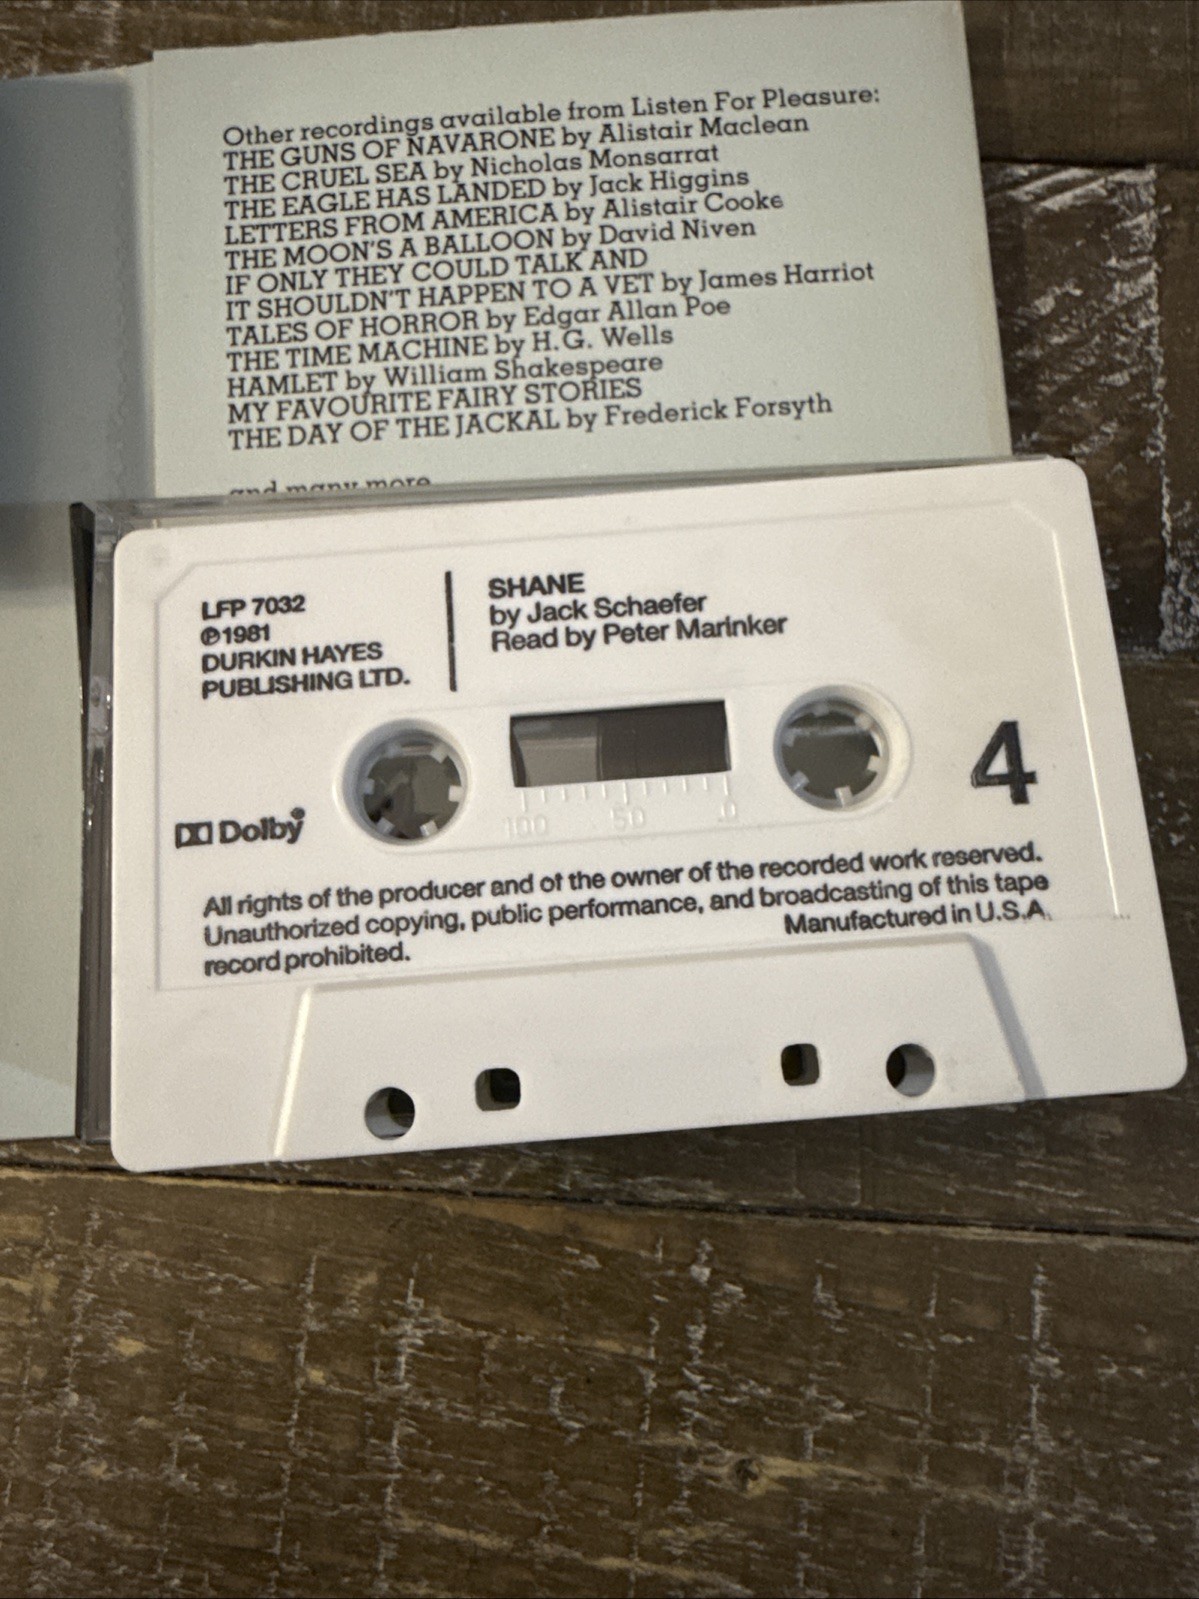 Other recordings available from Listen For Pleasure:
THE GUNS OF NAVARONE by Alistair Maclean
THE CRUEL SEA by Nicholas Monsarrat
THE EAGLE HAS LANDED by Jack Higgins
LETTERS FROM AMERICA by Alistair Cooke
THE MOON'S A BALLOON by David Niven
IF ONLY THEY COULD TALK AND
IT SHOULDN'T HAPPEN TO A VET by James Harriot
TALES OF HORROR by Edgar Allan Poe
THE TIME MACHINE by H.G. Wells
HAMLET by William Shakespeare
MY FAVOURITE FAIRY STORIES
THE DAY OF THE JACKAL by Frederick Forsyth
and many more
LFP 7032
℗1981
DURKIN HAYES
PUBLISHING LTD.
SHANE
by Jack Schaefer
Read by Peter Marinker
4
Dolby
100 50 0
All rights of the producer and of the owner of the recorded work reserved.
Unauthorized copying, public performance, and broadcasting of this tape
record prohibited. Manufactured in U.S.A.